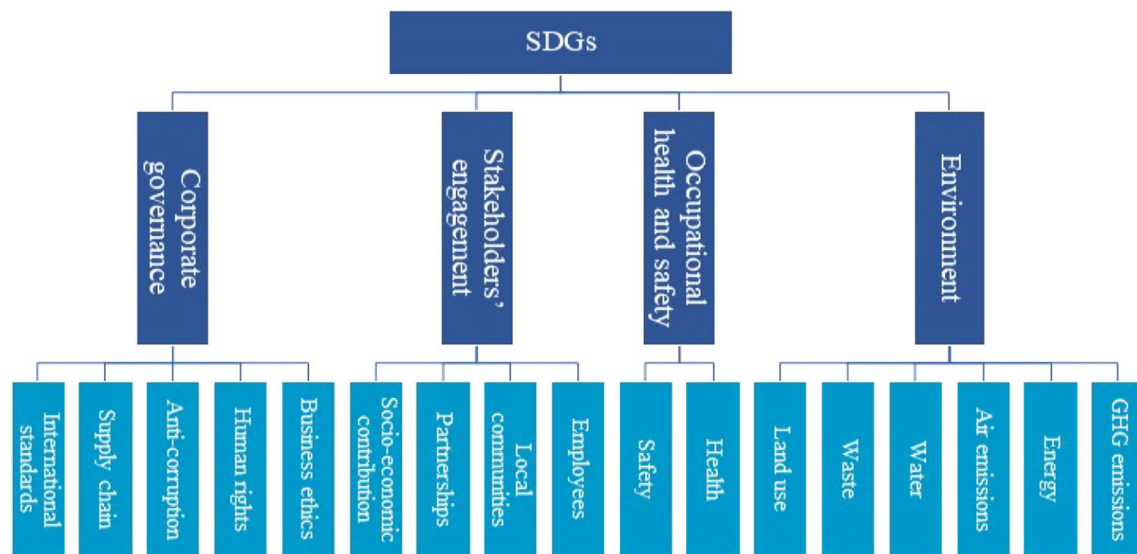 SDGs
Corporate
governance
Stakeholders’
engagement
Occupational
health and safety
Environment
International
standards
Supply chain
Anti-corruption
Human rights
Business ethics
Socio-economic
contribution
Partnerships
Local
communities
Employees
Safety
Health
Land use
Waste
Water
Air emissions
Energy
GHG emissions